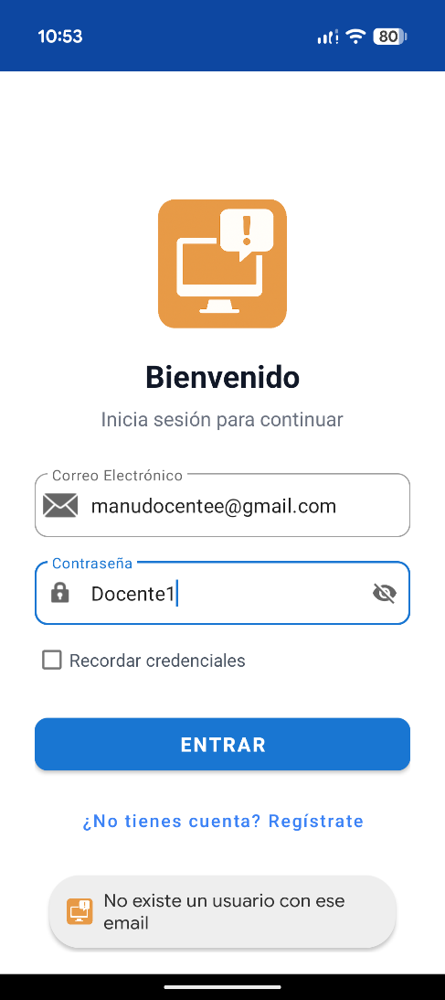 10:53
80
Bienvenido
Inicia sesión para continuar
Correo Electrónico
manudocentee@gmail.com
Contraseña
Docente1
Recordar credenciales
ENTRAR
¿No tienes cuenta? Regístrate
No existe un usuario con ese
email